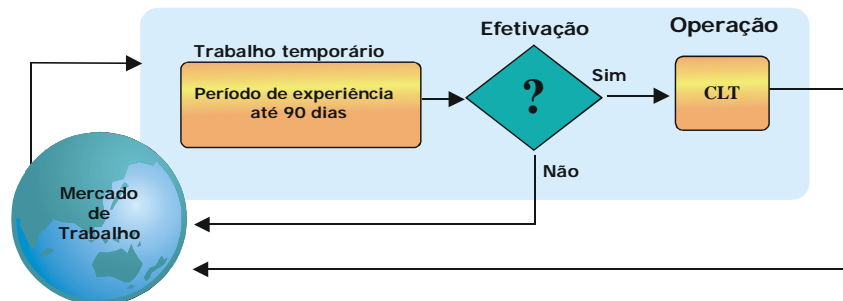 Trabalho temporário
Período de experiência
até 90 dias
Efetivação
?
Sim
Não
Operação
CLT
Mercado
de
Trabalho